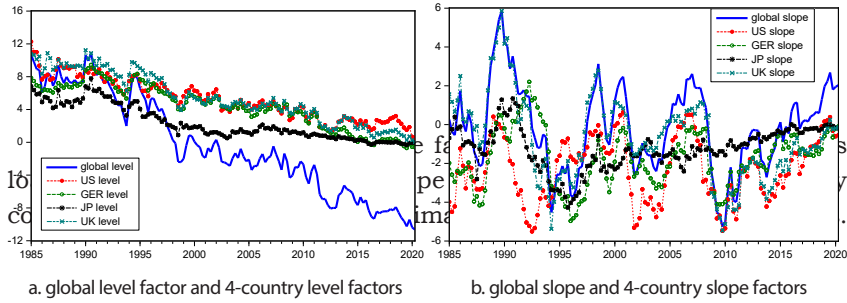 a.
b.
16
12
8
4
0
-4
-8
-12
global level
US level
GER level
JP level
UK level
1985 1990 1995 2000 2005 2010 2015 2020
6
4
2
0
-2
-4
-6
global slope
US slope
GER slope
JP slope
UK slope
1985 1990 1995 2000 2005 2010 2015 2020
a. global level factor and 4-country level factors
b. global slope and 4-country slope factors